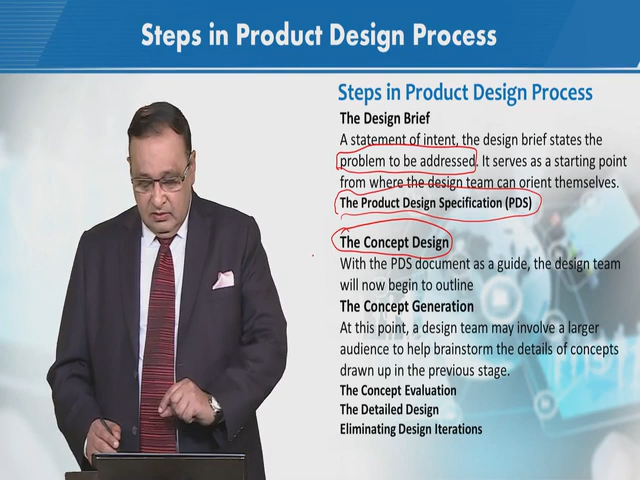 Steps in Product Design Process
Steps in Product Design Process
The Design Brief
A statement of intent, the design brief states the
problem to be addressed. It serves as a starting point
from where the design team can orient themselves.
The Product Design Specification (PDS)
The Concept Design
With the PDS document as a guide, the design team
will now begin to outline
The Concept Generation
At this point, a design team may involve a larger
audience to help brainstorm the details of concepts
drawn up in the previous stage.
The Concept Evaluation
The Detailed Design
Eliminating Design Iterations